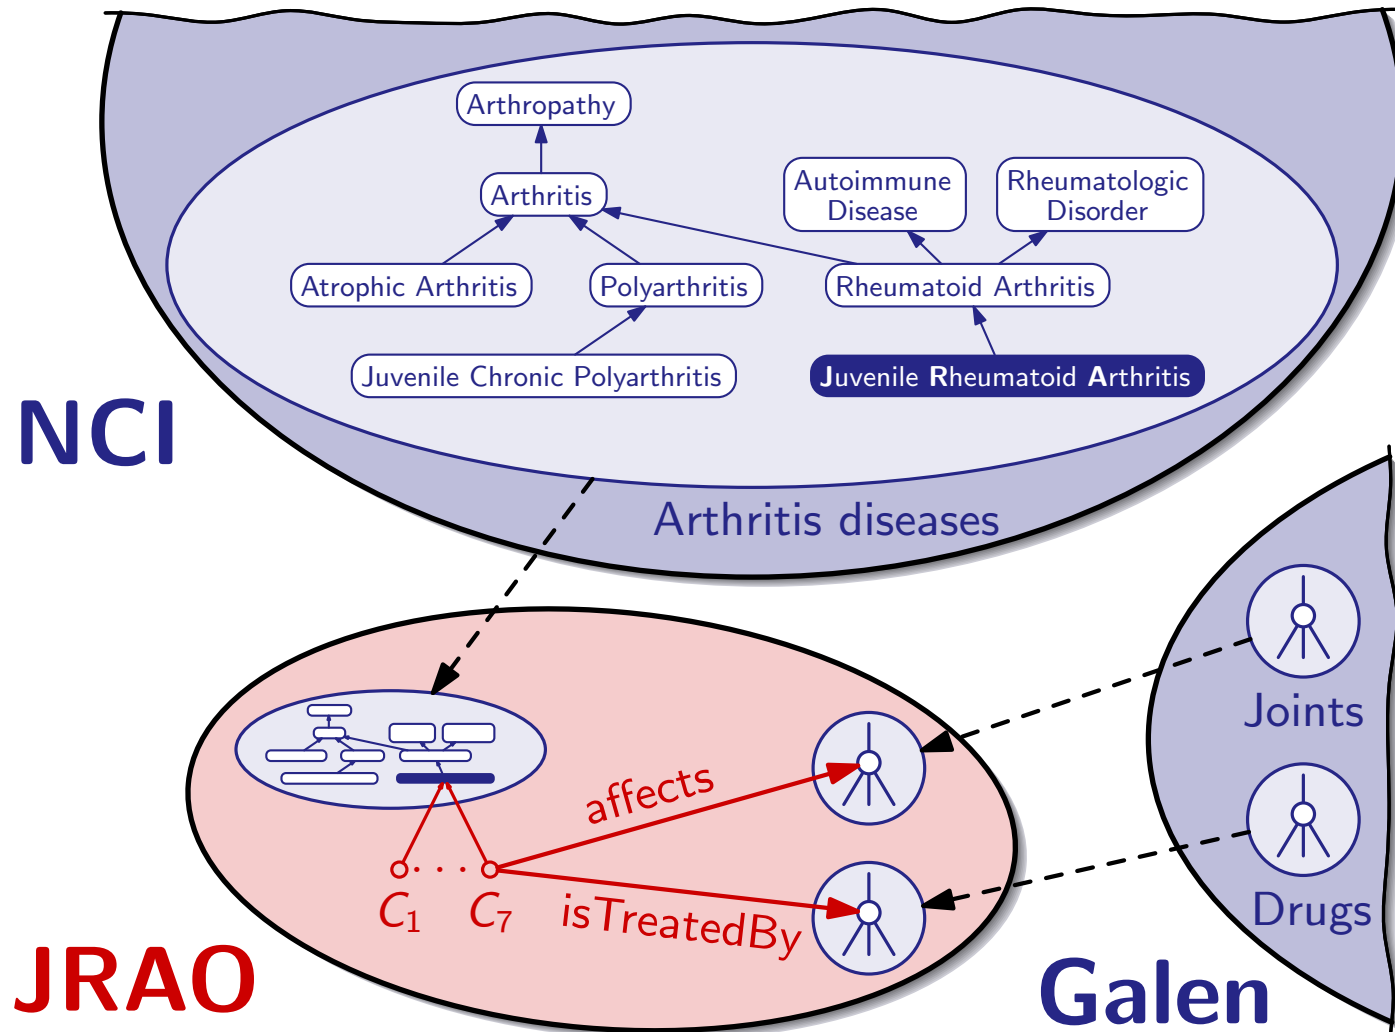 Arthropathy
Arthritis
Autoimmune
Disease
Rheumatologic
Disorder
Atrophic Arthritis
Polyarthritis
Rheumatoid Arthritis
Juvenile Chronic Polyarthritis
Juvenile Rheumatoid Arthritis
NCI
Arthritis diseases
Joints
affects
C1 . . . . C7
isTreatedBy
Drugs
JRAO
Galen